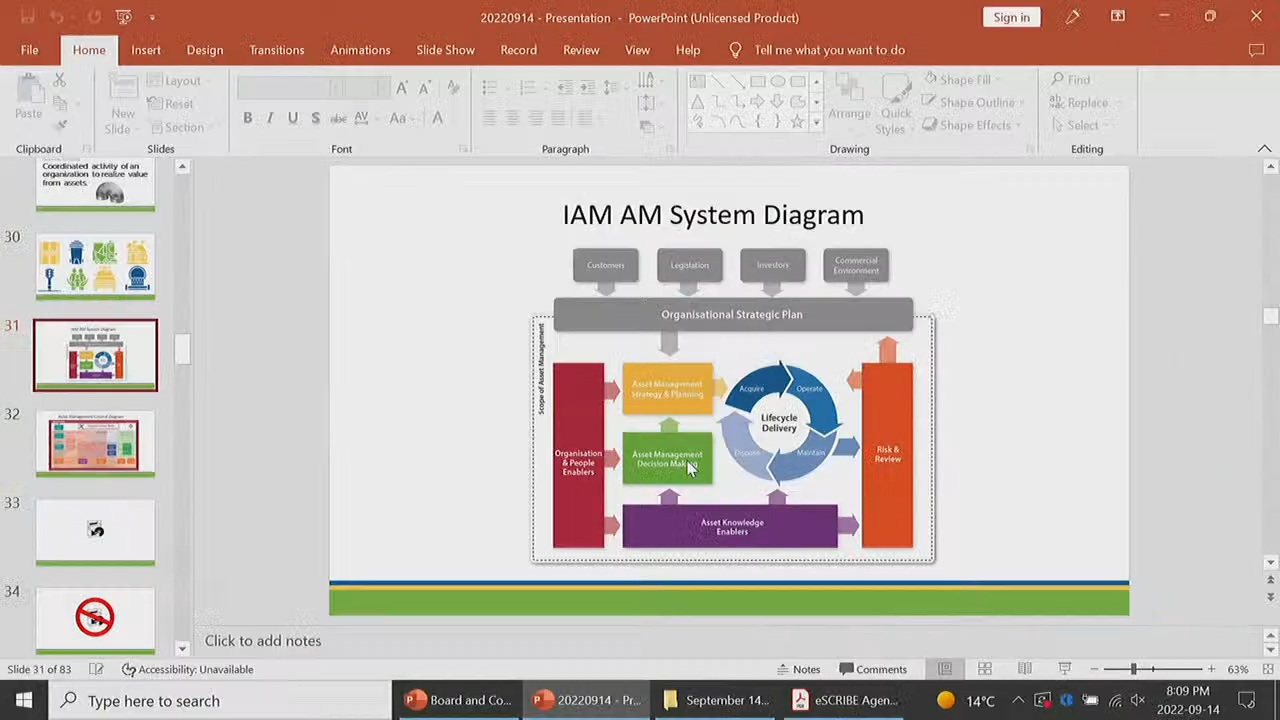 20220914 - Presentation - PowerPoint (Unlicensed Product)
Sign in
File Home Insert Design Transitions Animations Slide Show Record Review View Help Tell me what you want to do
Paste
Clipboard
New Slide
Layout
Reset
Section
Slides
B I U S abc AV Aa A
Font
Paragraph
Arrange
Quick Styles
Shape Fill
Shape Outline
Shape Effects
Drawing
Find
Replace
Select
Editing
Coordinated activity of an
organization to realize value
from assets.
30
31
IAM AM System Diagram
32
33
34
IAM AM System Diagram
Customers
Legislation
Investors
Commercial
Environment
Organisational Strategic Plan
Scope of Asset Management
Asset Management
Strategy & Planning
Acquire
Operate
Lifecycle
Delivery
Organisation
& People
Enablers
Asset Management
Decision Making
Dispose
Maintain
Risk &
Review
Asset Knowledge
Enablers
Click to add notes
Slide 31 of 83
Accessibility: Unavailable
Notes
Comments
63%
Type here to search
Board and Co...
20220914 - Pr...
September 14...
eSCRIBE Agen...
14°C
8:09 PM
2022-09-14